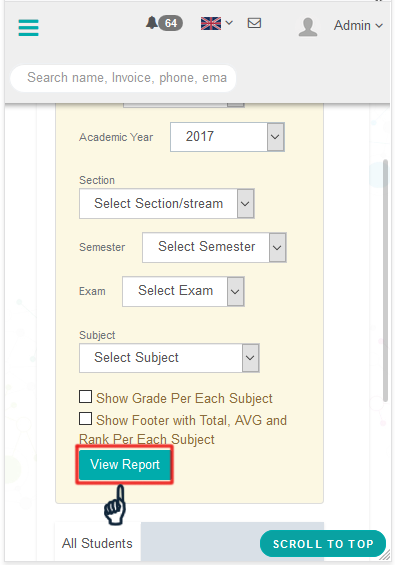 64
Admin
Search name, Invoice, phone, ema
Academic Year 2017
Section
Select Section/stream
Semester Select Semester
Exam Select Exam
Subject
Select Subject
Show Grade Per Each Subject
Show Footer with Total, AVG and
Rank Per Each Subject
View Report
All Students
SCROLL TO TOP